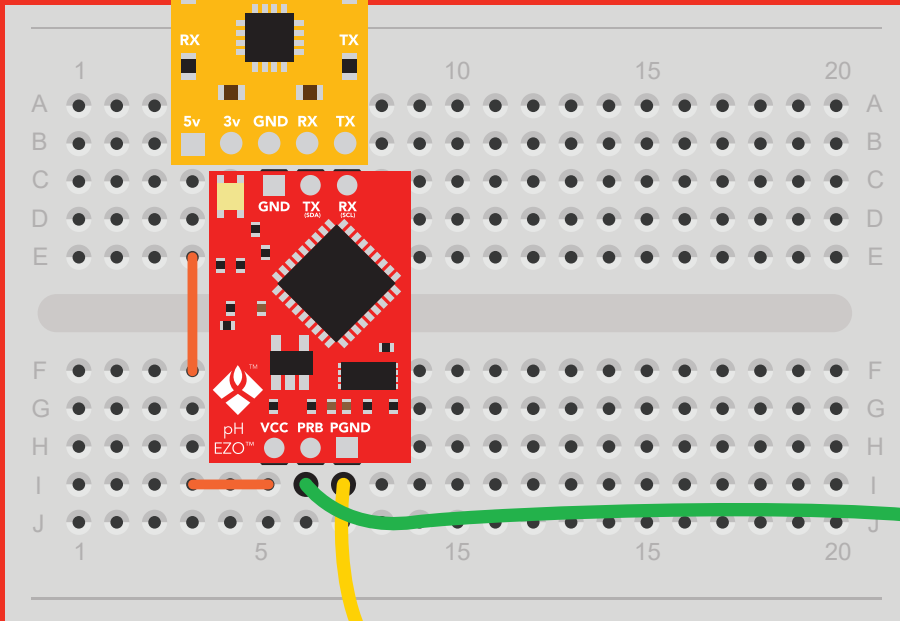 RX TX
1 10 15 20
A A
5v 3v GND RX TX
B B
C C
GND TX RX
(SDA) (SCL)
D D
E E
F ™ F
G G
VCC PRB PGND
pH
H H
EZO™
I I
J J
1 5 15 15 20